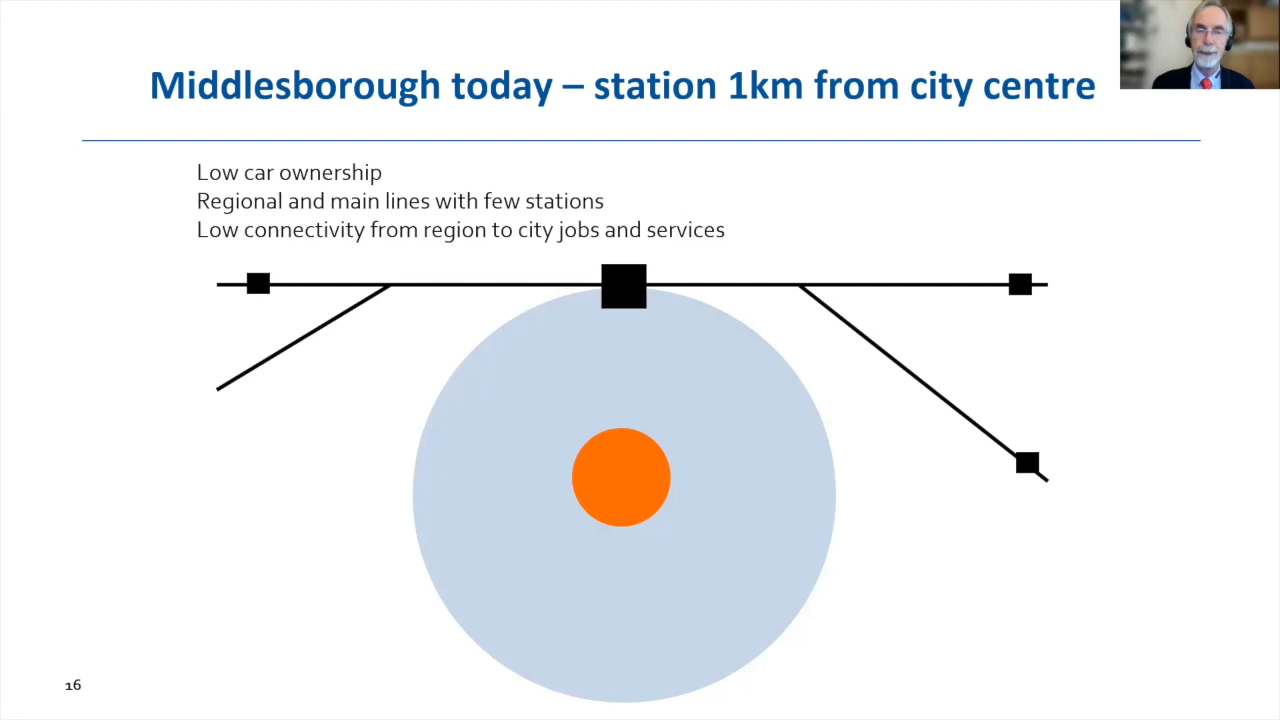 Middlesborough today – station 1km from city centre
Low car ownership
Regional and main lines with few stations
Low connectivity from region to city jobs and services
16